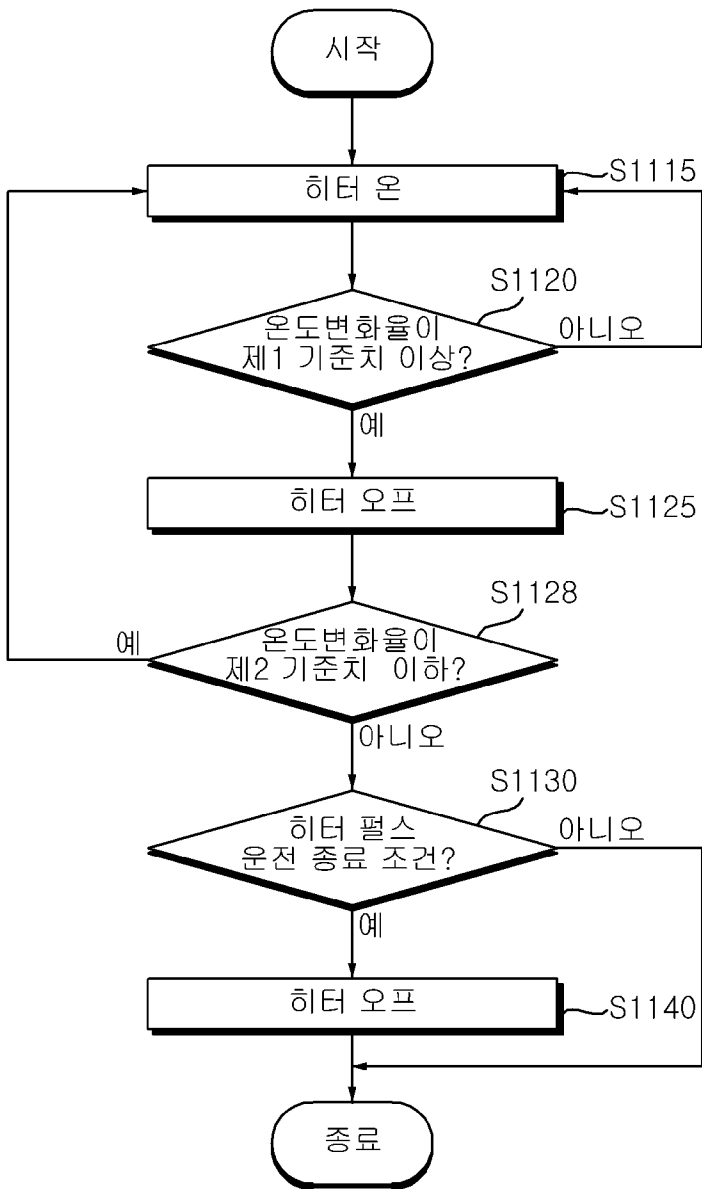 시작
히터 온
S1115
S1120
온도변화율이
제1 기준치 이상?
아니오
예
히터 오프
S1125
S1128
예
온도변화율이
제2 기준치 이하?
아니오
S1130
히터 펄스
운전 종료 조건?
아니오
예
히터 오프
S1140
종료